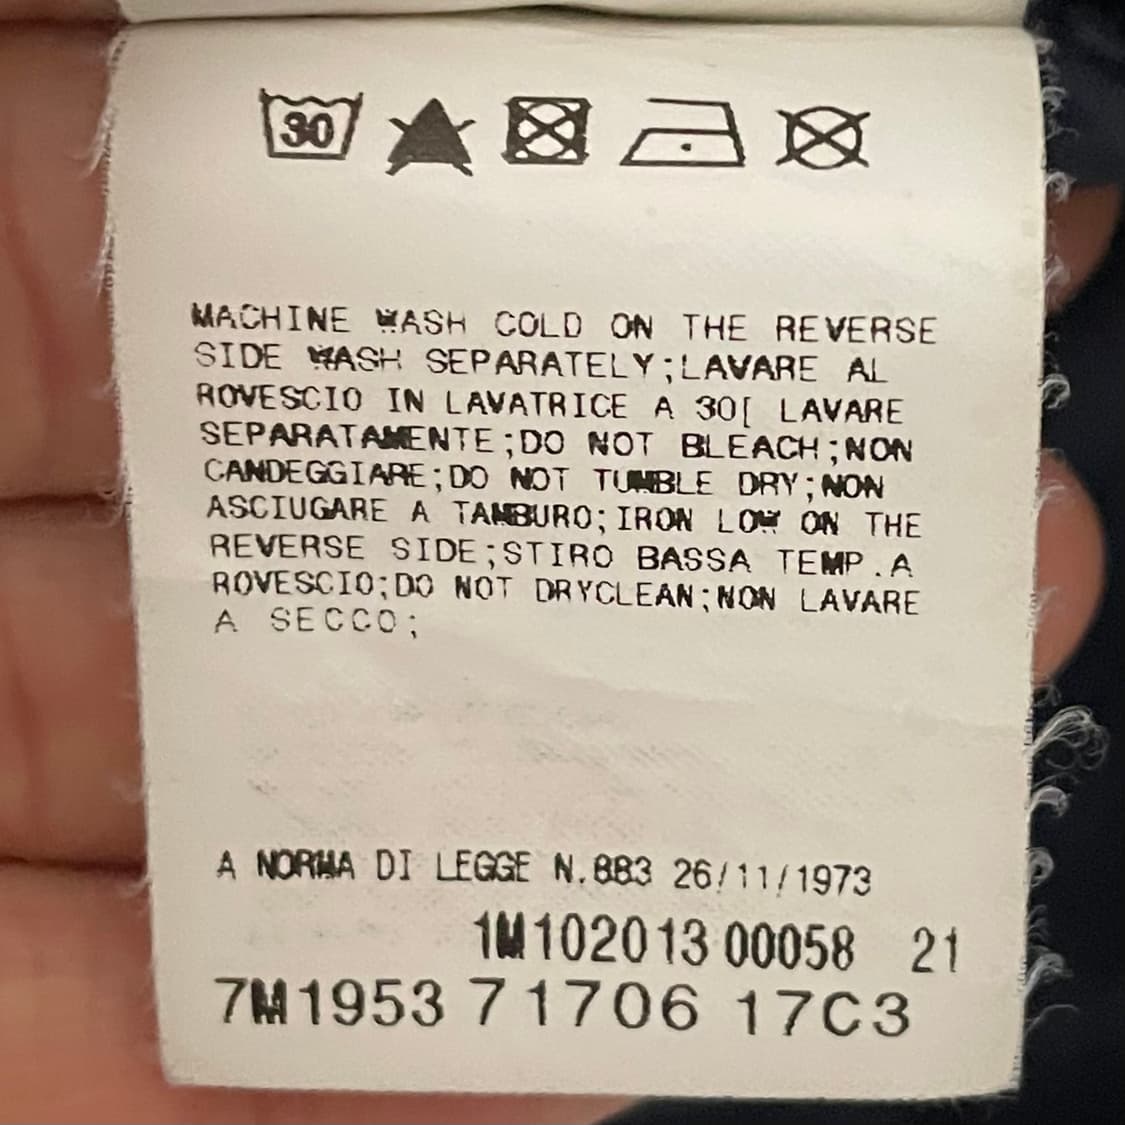 30
MACHINE WASH COLD ON THE REVERSE
SIDE WASH SEPARATELY;LAVARE AL
ROVESCIO IN LAVATRICE A 30[ LAVARE
SEPARATAMENTE;DO NOT BLEACH;NON
CANDEGGIARE;DO NOT TUMBLE DRY;NON
ASCIUGARE A TAMBURO;IRON LOW ON THE
REVERSE SIDE;STIRO BASSA TEMP.A
ROVESCIO;DO NOT DRYCLEAN;NON LAVARE
A SECCO;
A NORMA DI LEGGE N.883 26/11/1973
1M10201300058 21
7M1953 71706 17C3